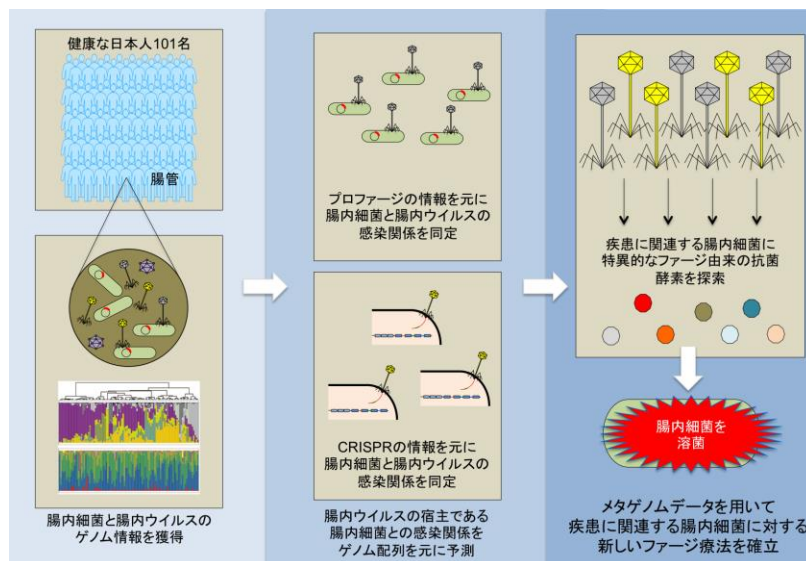 健康な日本人101名
腸管
腸内細菌と腸内ウイルスの
ゲノム情報を獲得
プロファージの情報を元に
腸内細菌と腸内ウイルスの
感染関係を同定
CRISPRの情報を元に
腸内細菌と腸内ウイルスの
感染関係を同定
腸内ウイルスの宿主である
腸内細菌との感染関係を
ゲノム配列を元に予測
疾患に関連する腸内細菌に
特異的なファージ由来の抗菌
酵素を探索
腸内細菌を
溶菌
メタゲノムデータを用いて
疾患に関連する腸内細菌に対する
新しいファージ療法を確立